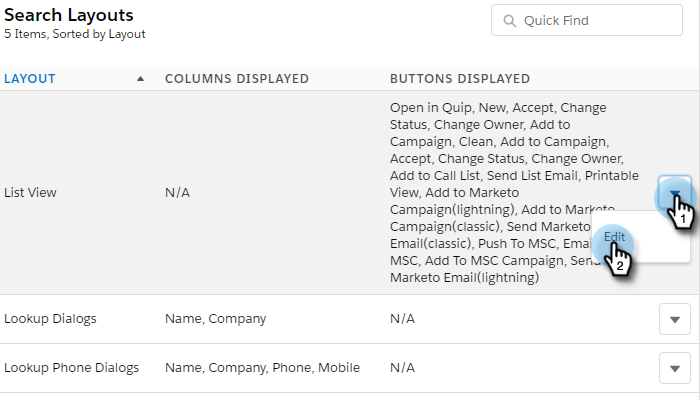 Search Layouts
5 Items, Sorted by Layout
Quick Find
LAYOUT COLUMNS DISPLAYED BUTTONS DISPLAYED
List View
N/A
Open in Quip, New, Accept, Change
Status, Change Owner, Add to
Campaign, Clean, Add to Campaign,
Accept, Change Status, Change Owner,
Add to Call List, Send List Email, Printable
View, Add to Marketo
Campaign(lightning), Add to Marketo
Campaign(classic), Send Marketo
Email(classic), Push To MSC,
MSC, Add To MSC Campaign,
Marketo Email(lightning)
1
Edit
2
Lookup Dialogs Name, Company N/A
Lookup Phone Dialogs Name, Company, Phone, Mobile N/A